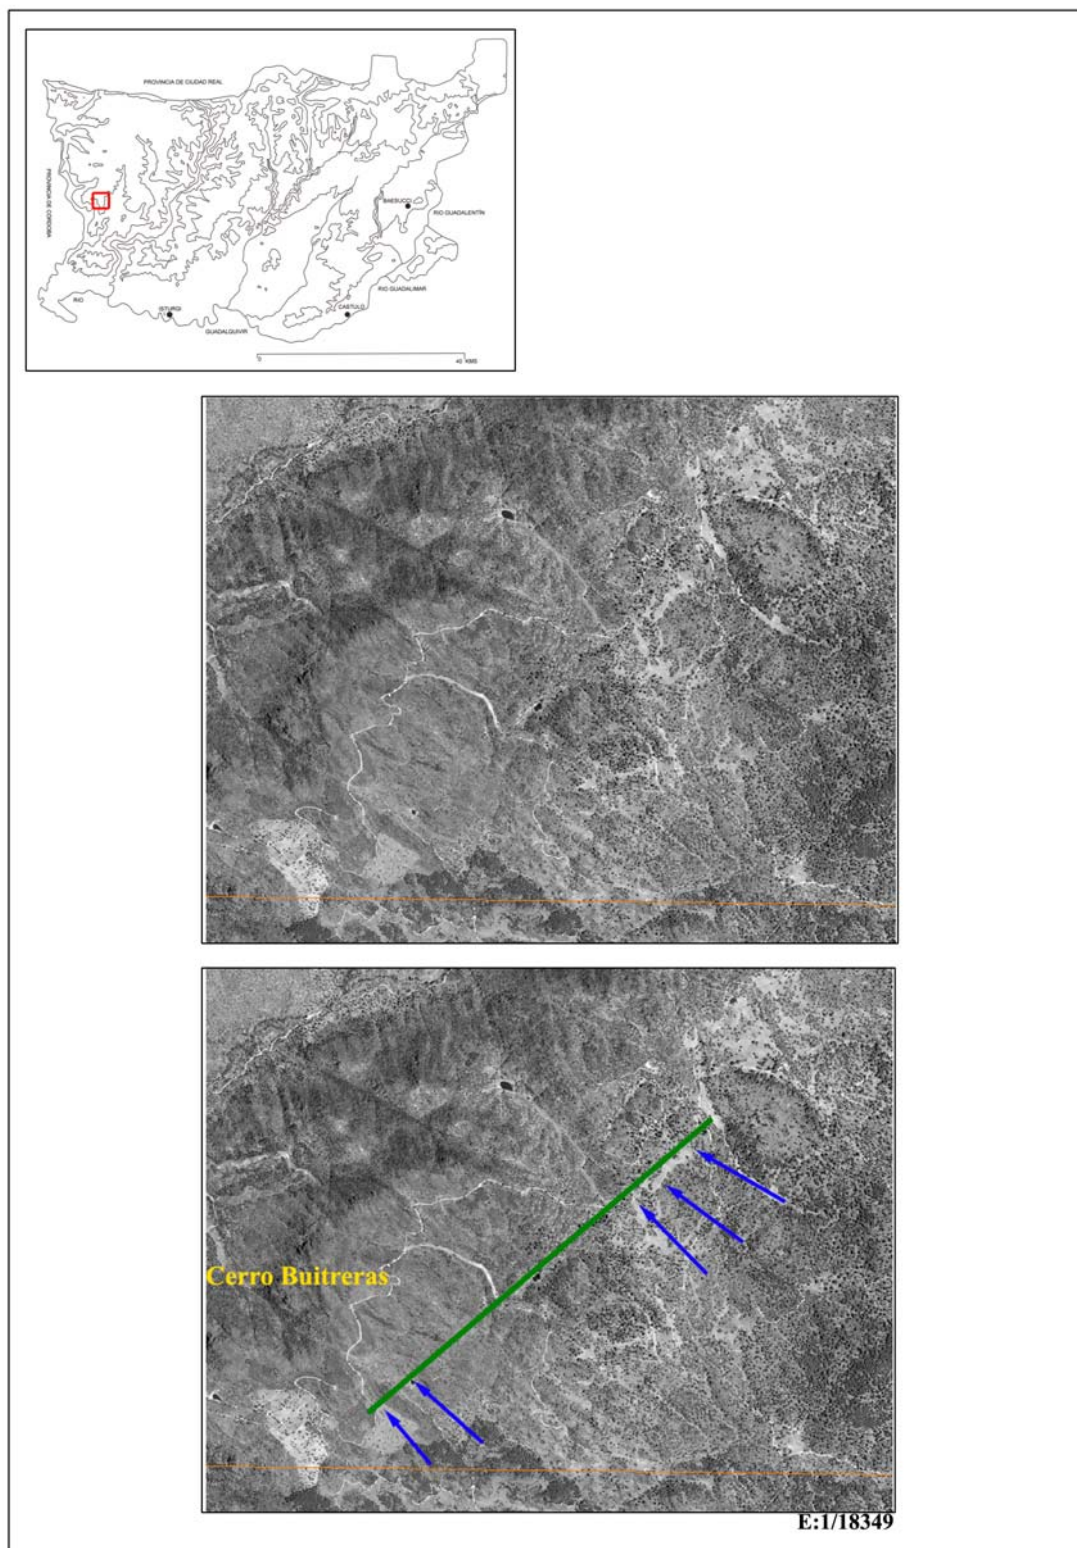 PROVINCIA DE CIUDAD REAL
PROVINCIA DE CORDOBA
BAESUCCI
RIO GUADALENTÍN
RIO GUADALIMAR
RIO
ISTURGI
CASTULO
GUADALQUIVIR
0
40 KMS
Cerro Buitreras
E:1/18349